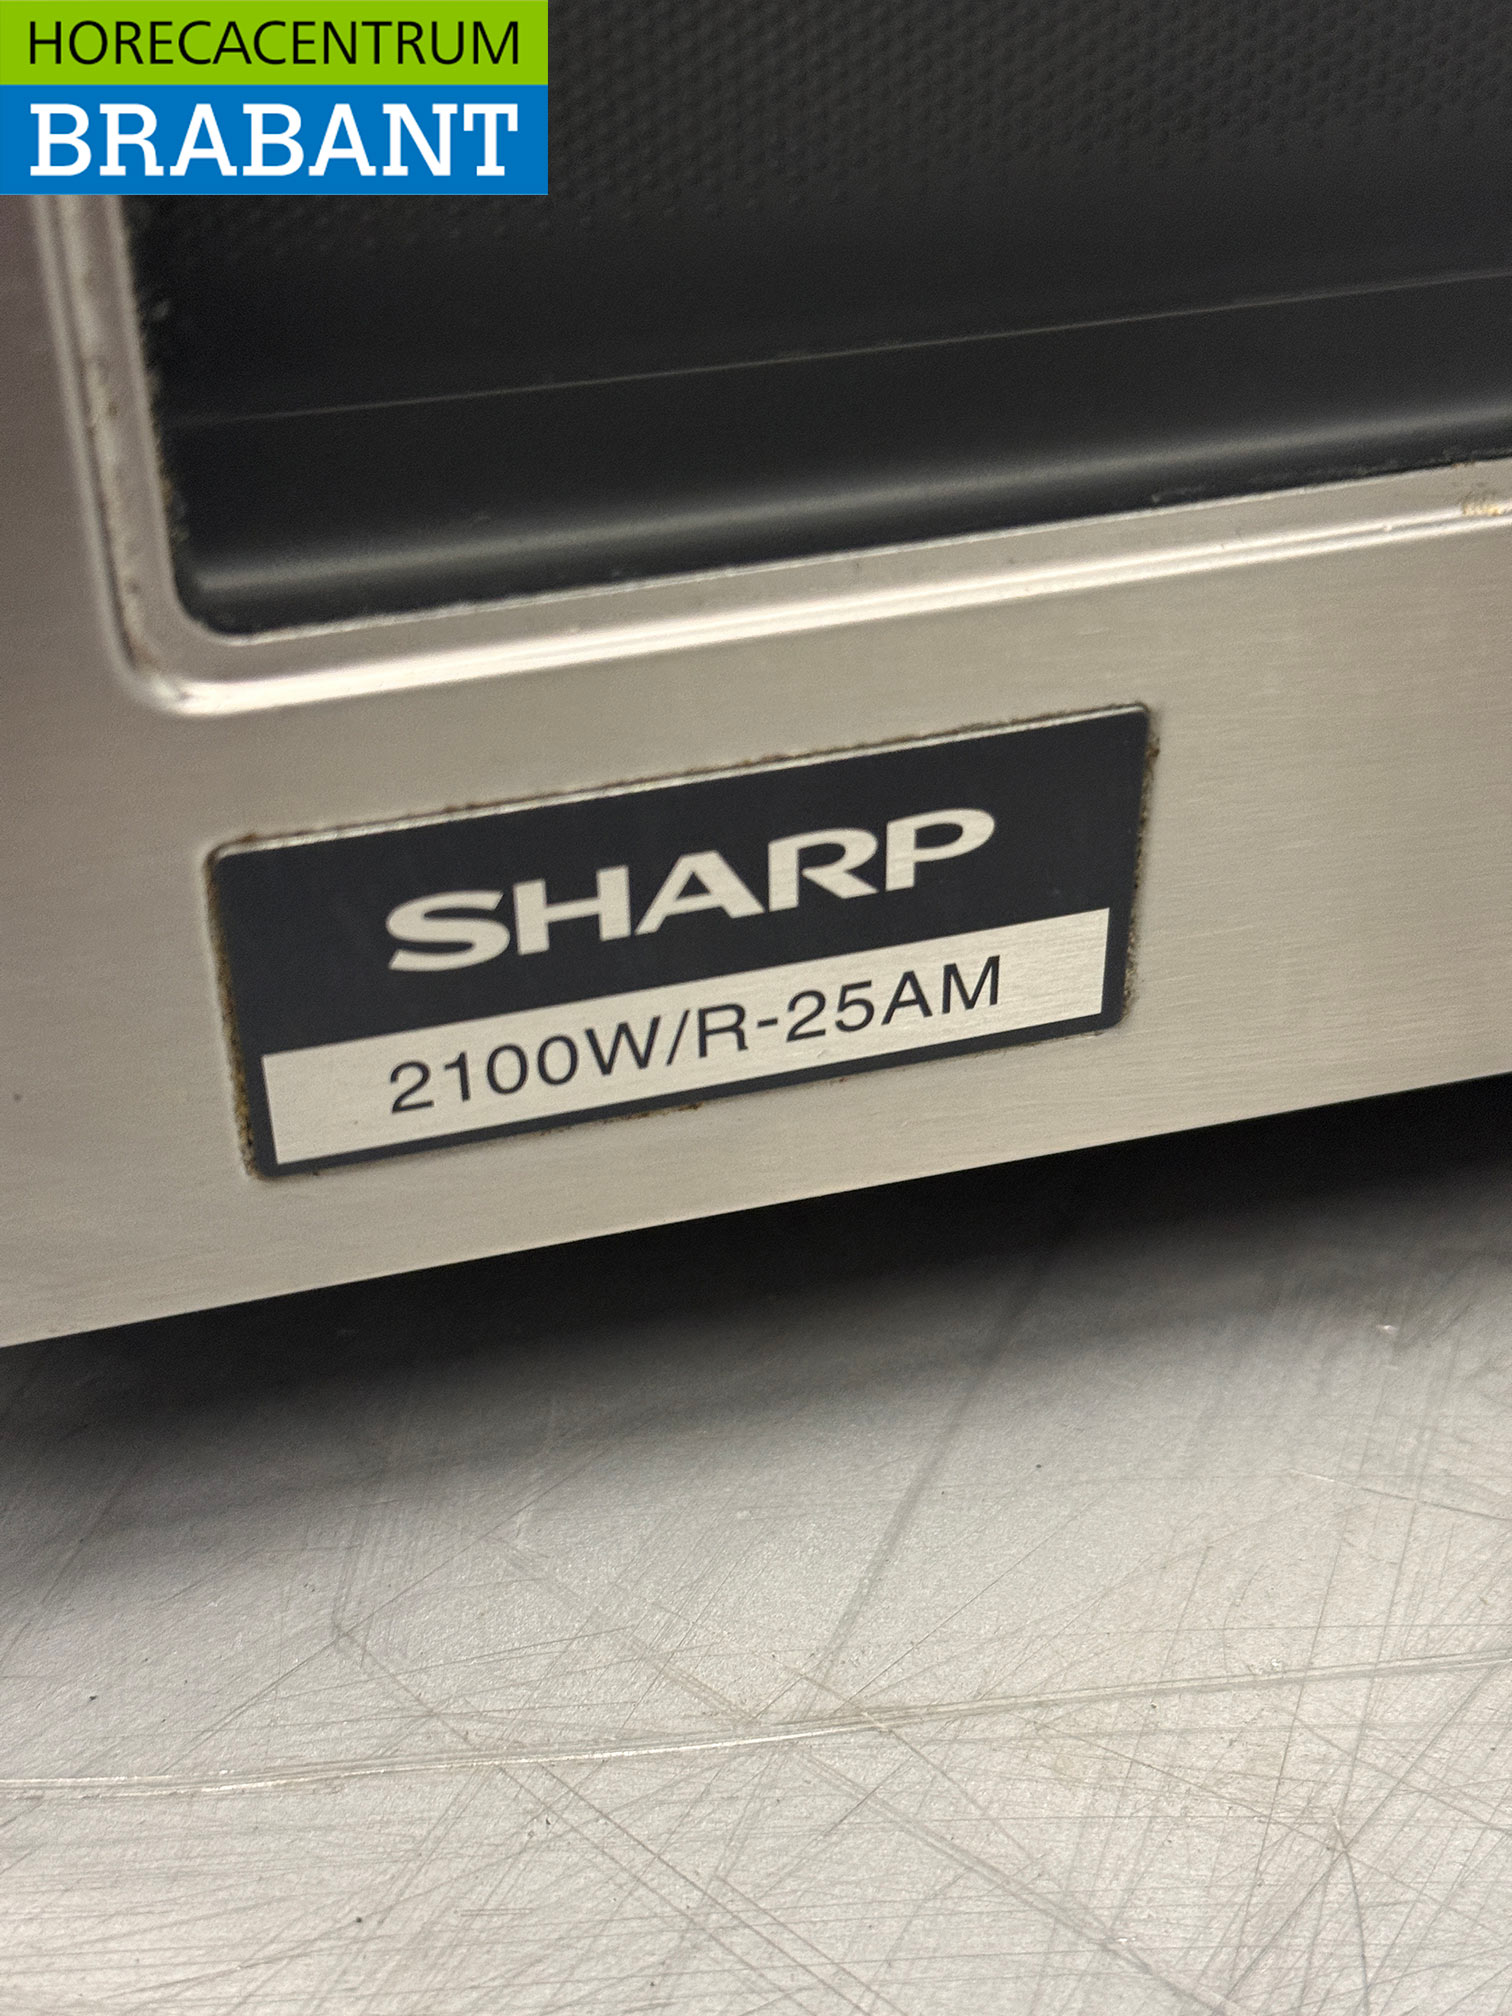 HORECACENTRUM
BRABANT
SHARP
2100W/R-25AM